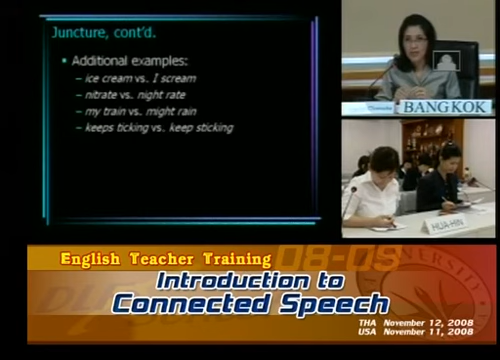 Juncture, cont'd.
Additional examples:
– ice cream vs. I scream
– nitrate vs. night rate
– my train vs. might rain
– keeps ticking vs. keep sticking
BANGKOK
HUA-HIN
English Teacher Training
08-09
Introduction to
Connected Speech
THA November 12, 2008
USA November 11, 2008